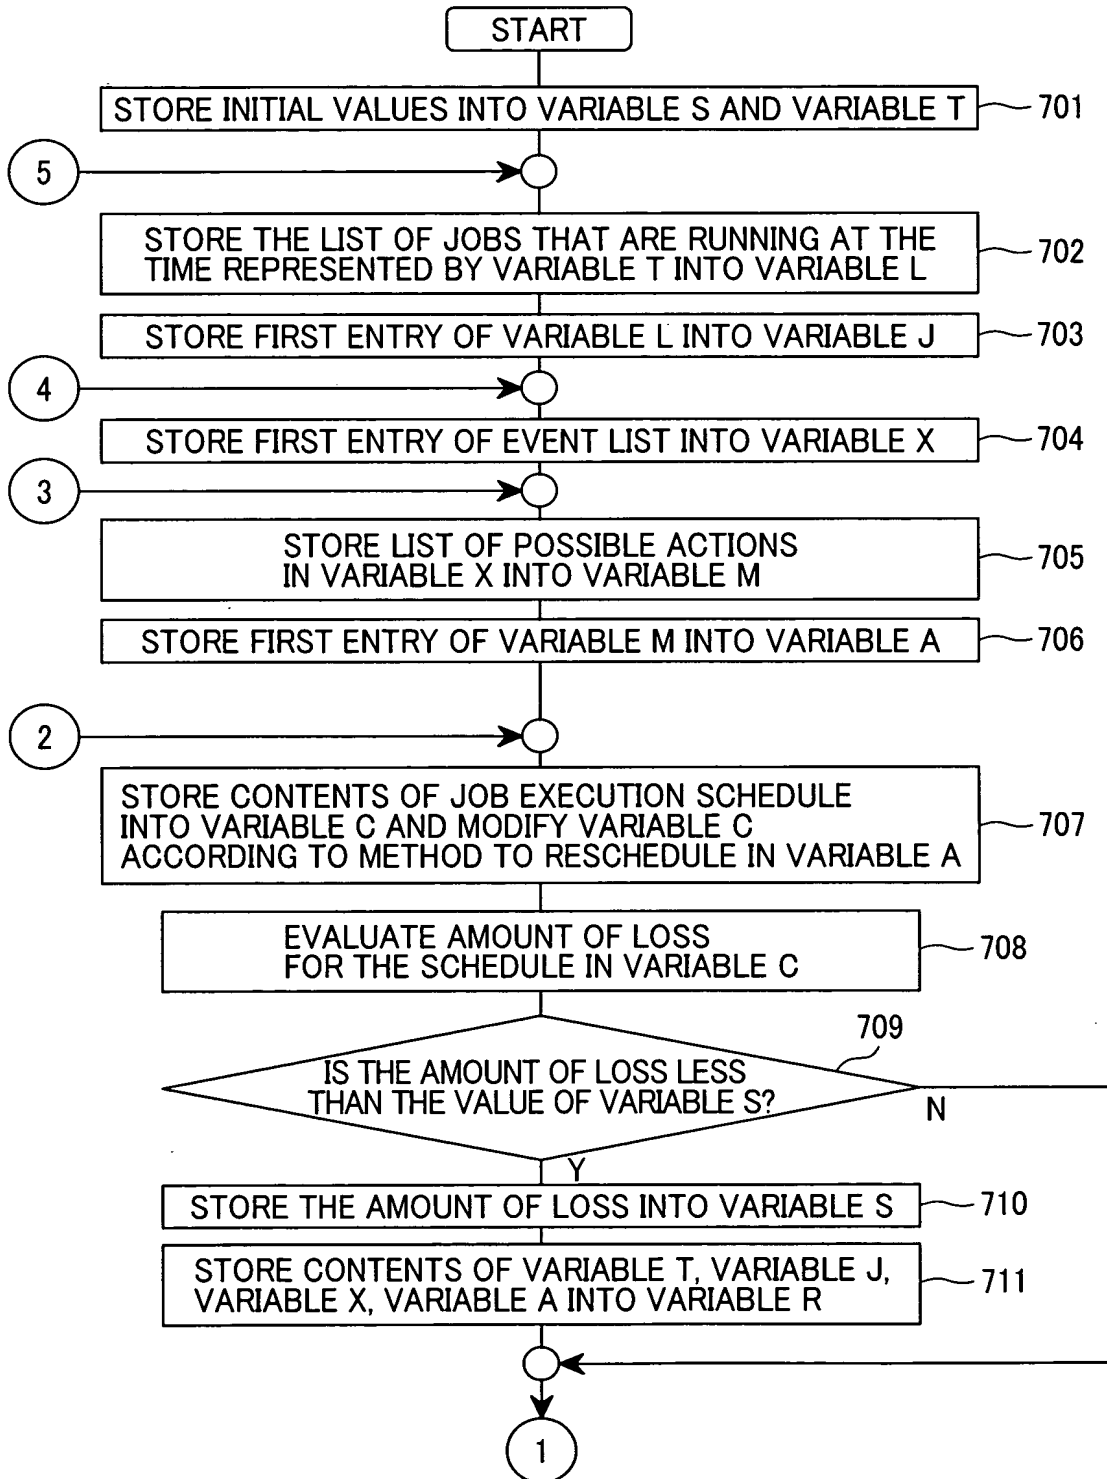 START
STORE INITIAL VALUES INTO VARIABLE S AND VARIABLE T
701
5
STORE THE LIST OF JOBS THAT ARE RUNNING AT THE
TIME REPRESENTED BY VARIABLE T INTO VARIABLE L
702
STORE FIRST ENTRY OF VARIABLE L INTO VARIABLE J
703
4
STORE FIRST ENTRY OF EVENT LIST INTO VARIABLE X
704
3
STORE LIST OF POSSIBLE ACTIONS
IN VARIABLE X INTO VARIABLE M
705
STORE FIRST ENTRY OF VARIABLE M INTO VARIABLE A
706
2
STORE CONTENTS OF JOB EXECUTION SCHEDULE
INTO VARIABLE C AND MODIFY VARIABLE C
ACCORDING TO METHOD TO RESCHEDULE IN VARIABLE A
707
EVALUATE AMOUNT OF LOSS
FOR THE SCHEDULE IN VARIABLE C
708
709
IS THE AMOUNT OF LOSS LESS
THAN THE VALUE OF VARIABLE S?
N
Y
STORE THE AMOUNT OF LOSS INTO VARIABLE S
710
STORE CONTENTS OF VARIABLE T, VARIABLE J,
VARIABLE X, VARIABLE A INTO VARIABLE R
711
1